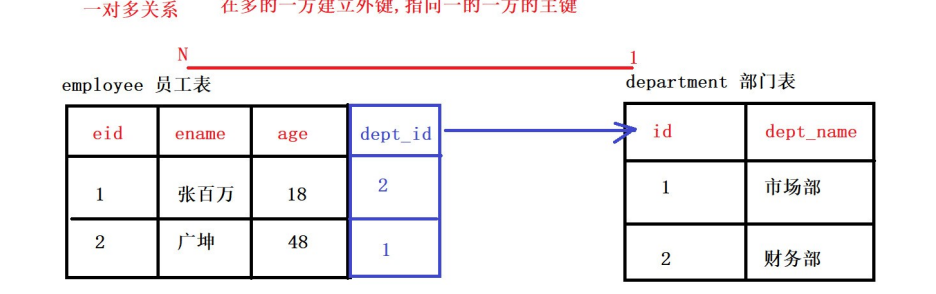 一对多关系 在多的一方建立外键,指向一的一方的主键
N 1
employee 员工表 department 部门表
eid ename age dept_id id dept_name
1 张百万 18 2 1 市场部
2 广坤 48 1 2 财务部